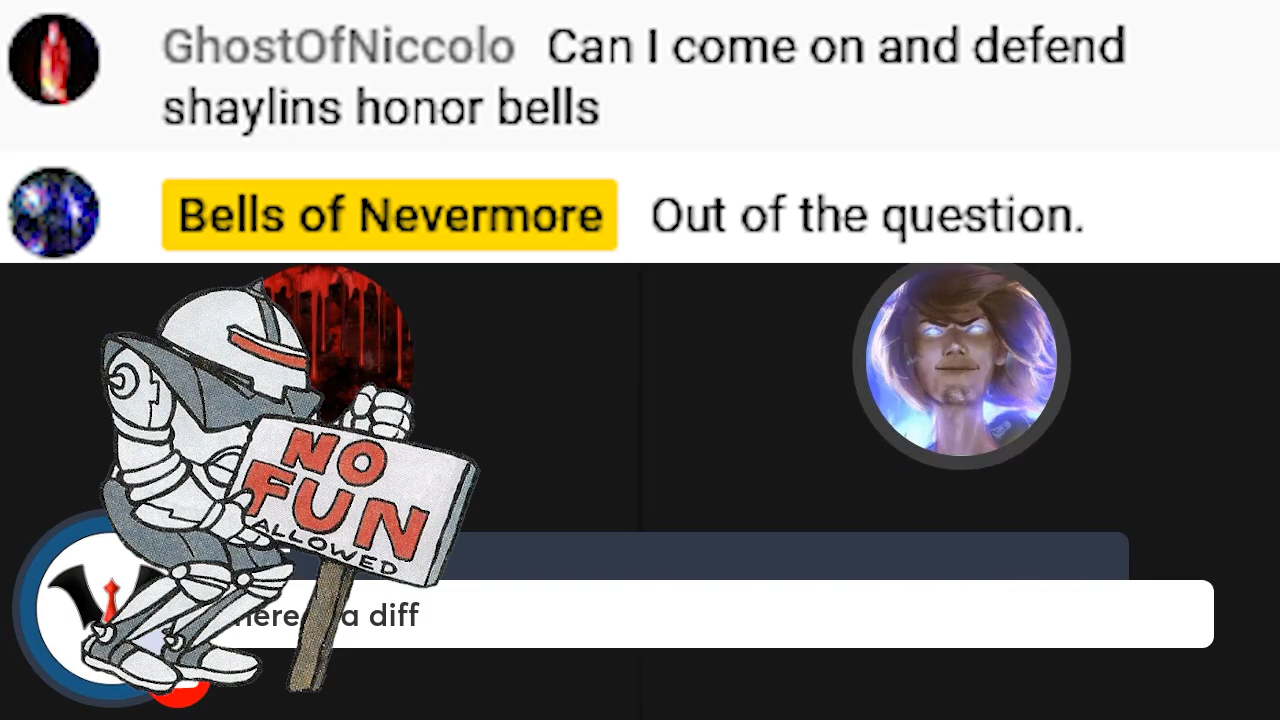 GhostOfNiccolo Can I come on and defend
shaylins honor bells
Bells of Nevermore Out of the question.
NO
FUN
ALLOWED
a diff